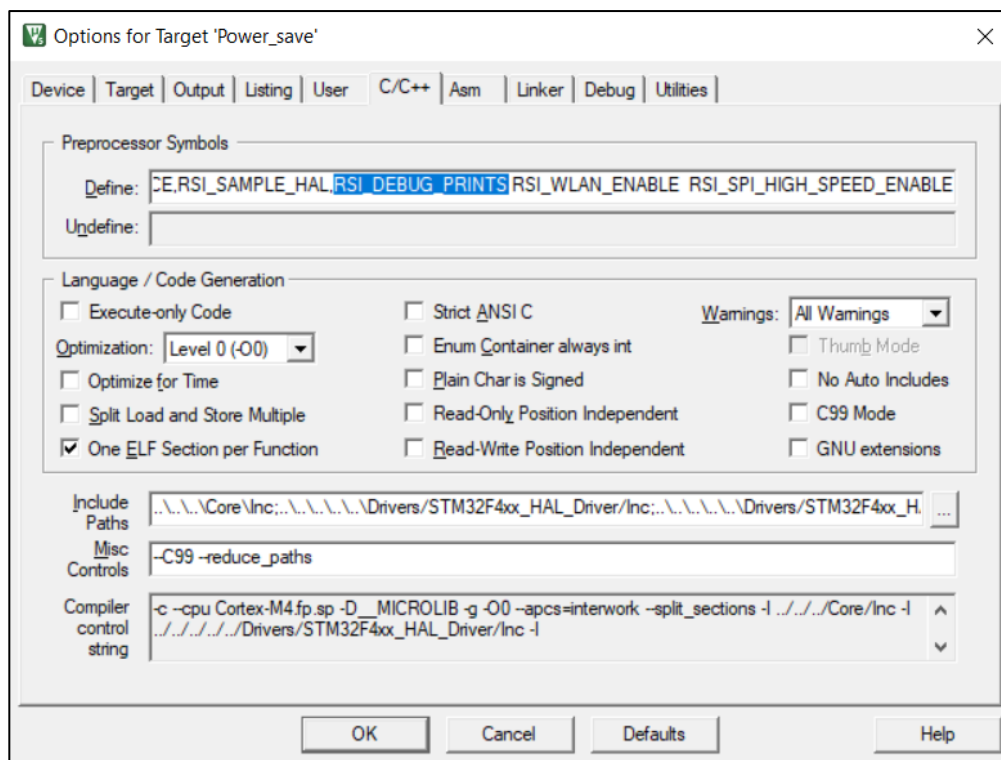 Options for Target 'Power_save'
Device Target Output Listing User C/C++ Asm Linker Debug Utilities
Preprocessor Symbols
Define: CE,RSI_SAMPLE_HAL,RSI_DEBUG_PRINTS RSI_WLAN_ENABLE RSI_SPI_HIGH_SPEED_ENABLE
Undefine:
Language / Code Generation
Execute-only Code Strict ANSI C Warnings: All Warnings
Optimization: Level 0 (-O0) Enum Container always int Thumb Mode
Optimize for Time Plain Char is Signed No Auto Includes
Split Load and Store Multiple Read-Only Position Independent C99 Mode
One ELF Section per Function Read-Write Position Independent GNU extensions
Include Paths ..\..\..\Core\Inc;..\..\..\..\..\Drivers/STM32F4xx_HAL_Driver/Inc;..\..\..\..\..\Drivers/STM32F4xx_H ...
Misc Controls --C99 --reduce_paths
Compiler control string -c --cpu Cortex-M4.fp.sp -D__MICROLIB -g -O0 --apcs=interwork --split_sections -I ../../../Core/Inc -I
../../../../../Drivers/STM32F4xx_HAL_Driver/Inc -I
OK Cancel Defaults Help